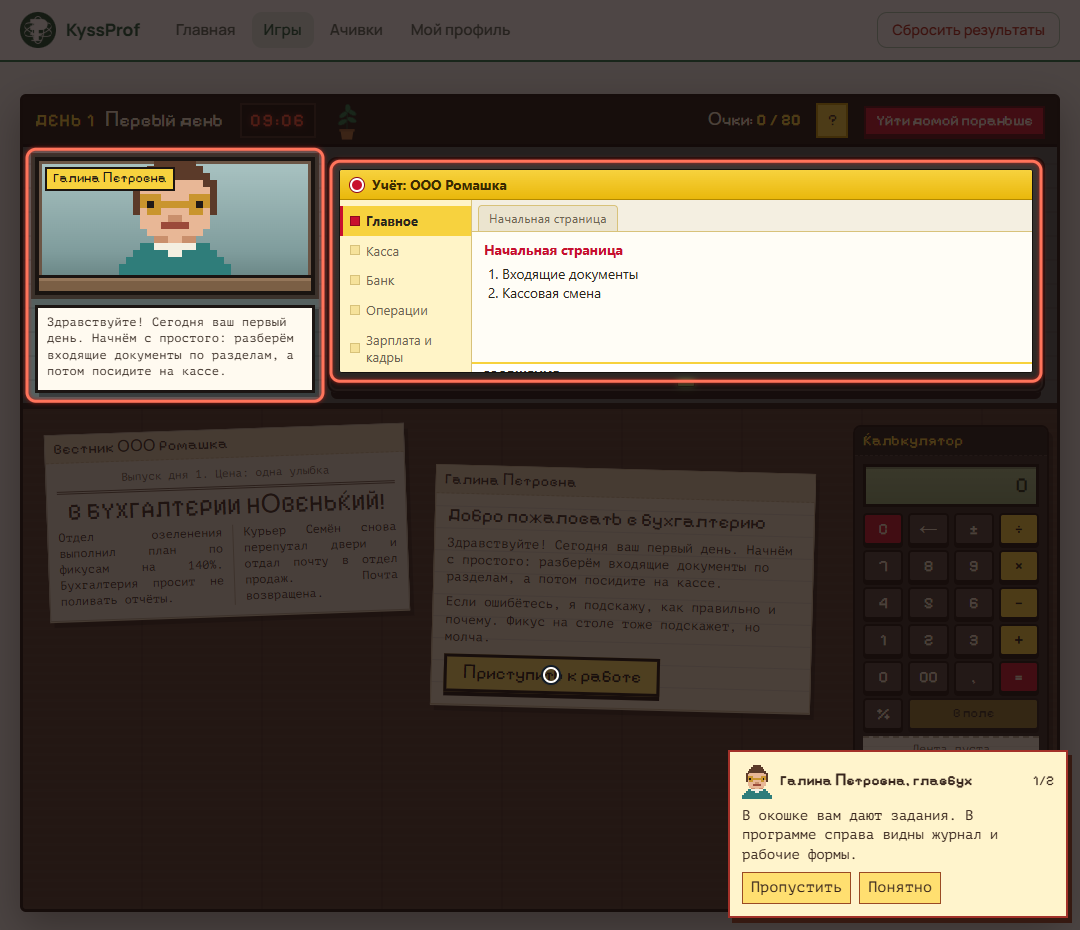 KyssProf
Главная
Игры
Ачивки
Мой профиль
Сбросить результаты
ДЕНЬ 1 Первый день
09:06
Очки: 0 / 80
?
Уйти домой пораньше
Галина Петровна
Здравствуйте! Сегодня ваш первый
день. Начнём с простого: разберём
входящие документы по разделам, а
потом посидите на кассе.
Учёт: ООО Ромашка
Главное
Касса
Банк
Операции
Зарплата и
кадры
Начальная страница
Начальная страница
1. Входящие документы
2. Кассовая смена
Вестник ООО Ромашка
Выпуск дня 1. Цена: одна улыбка
В БУХГАЛТЕРИИ НОВЕНЬКИЙ!
Отдел озеленения
выполнил план по
фикусам на 140%.
Бухгалтерия просит не
поливать отчёты.
Курьер Семён снова
перепутал двери и
отдал почту в отдел
продаж. Почта
возвращена.
Галина Петровна
Добро пожаловать в бухгалтерию
Здравствуйте! Сегодня ваш первый день. Начнём
с простого: разберём входящие документы по
разделам, а потом посидите на кассе.
Если ошибётесь, я подскажу, как правильно и
почему. Фикус на столе тоже подскажет, но
молча.
Приступить к работе
Калькулятор
0
← ± ÷
7 8 9 ×
4 5 6 −
1 2 3 +
0 00 , =
% В поле
Лента пуста
Галина Петровна, главбух
1/2
В окошке вам дают задания. В
программе справа видны журнал и
рабочие формы.
Пропустить
Понятно